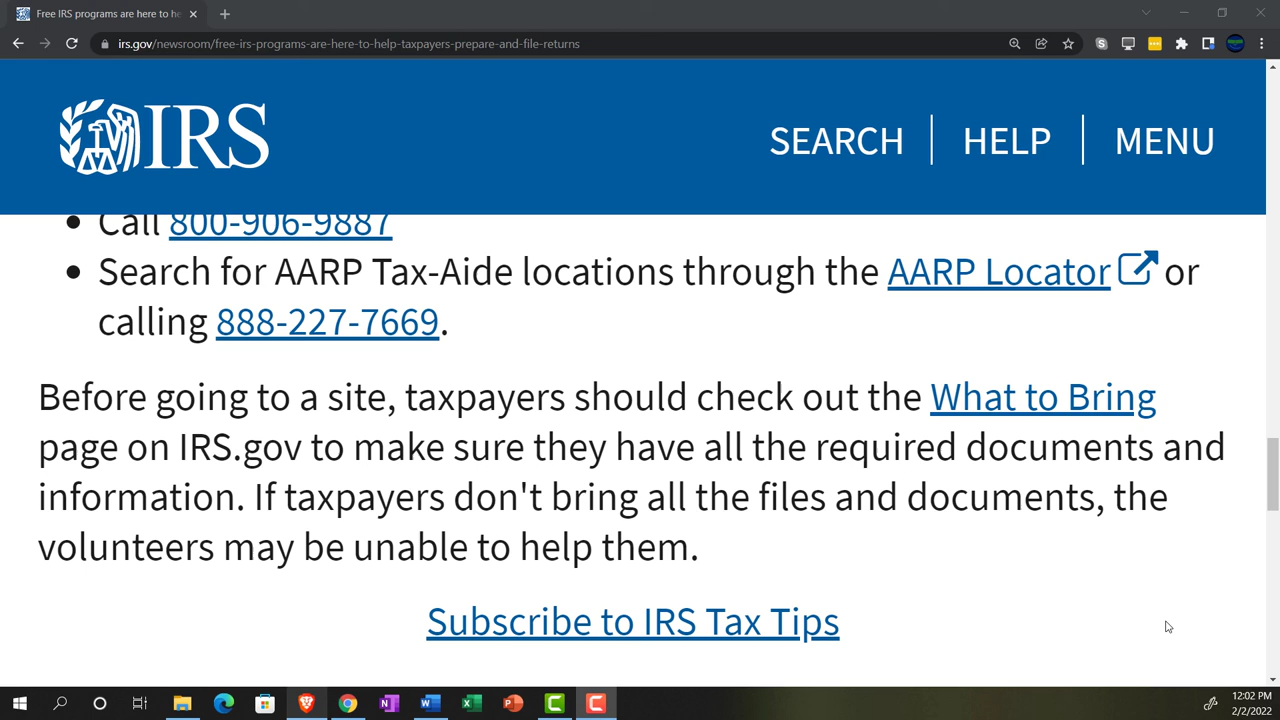 Free IRS programs are here to he
irs.gov/newsroom/free-irs-programs-are-here-to-help-taxpayers-prepare-and-file-returns
IRS
SEARCH
HELP
MENU
Call 800-906-9887
Search for AARP Tax-Aide locations through the AARP Locator or
calling 888-227-7669.
Before going to a site, taxpayers should check out the What to Bring
page on IRS.gov to make sure they have all the required documents and
information. If taxpayers don't bring all the files and documents, the
volunteers may be unable to help them.
Subscribe to IRS Tax Tips
12:02 PM
2/2/2022